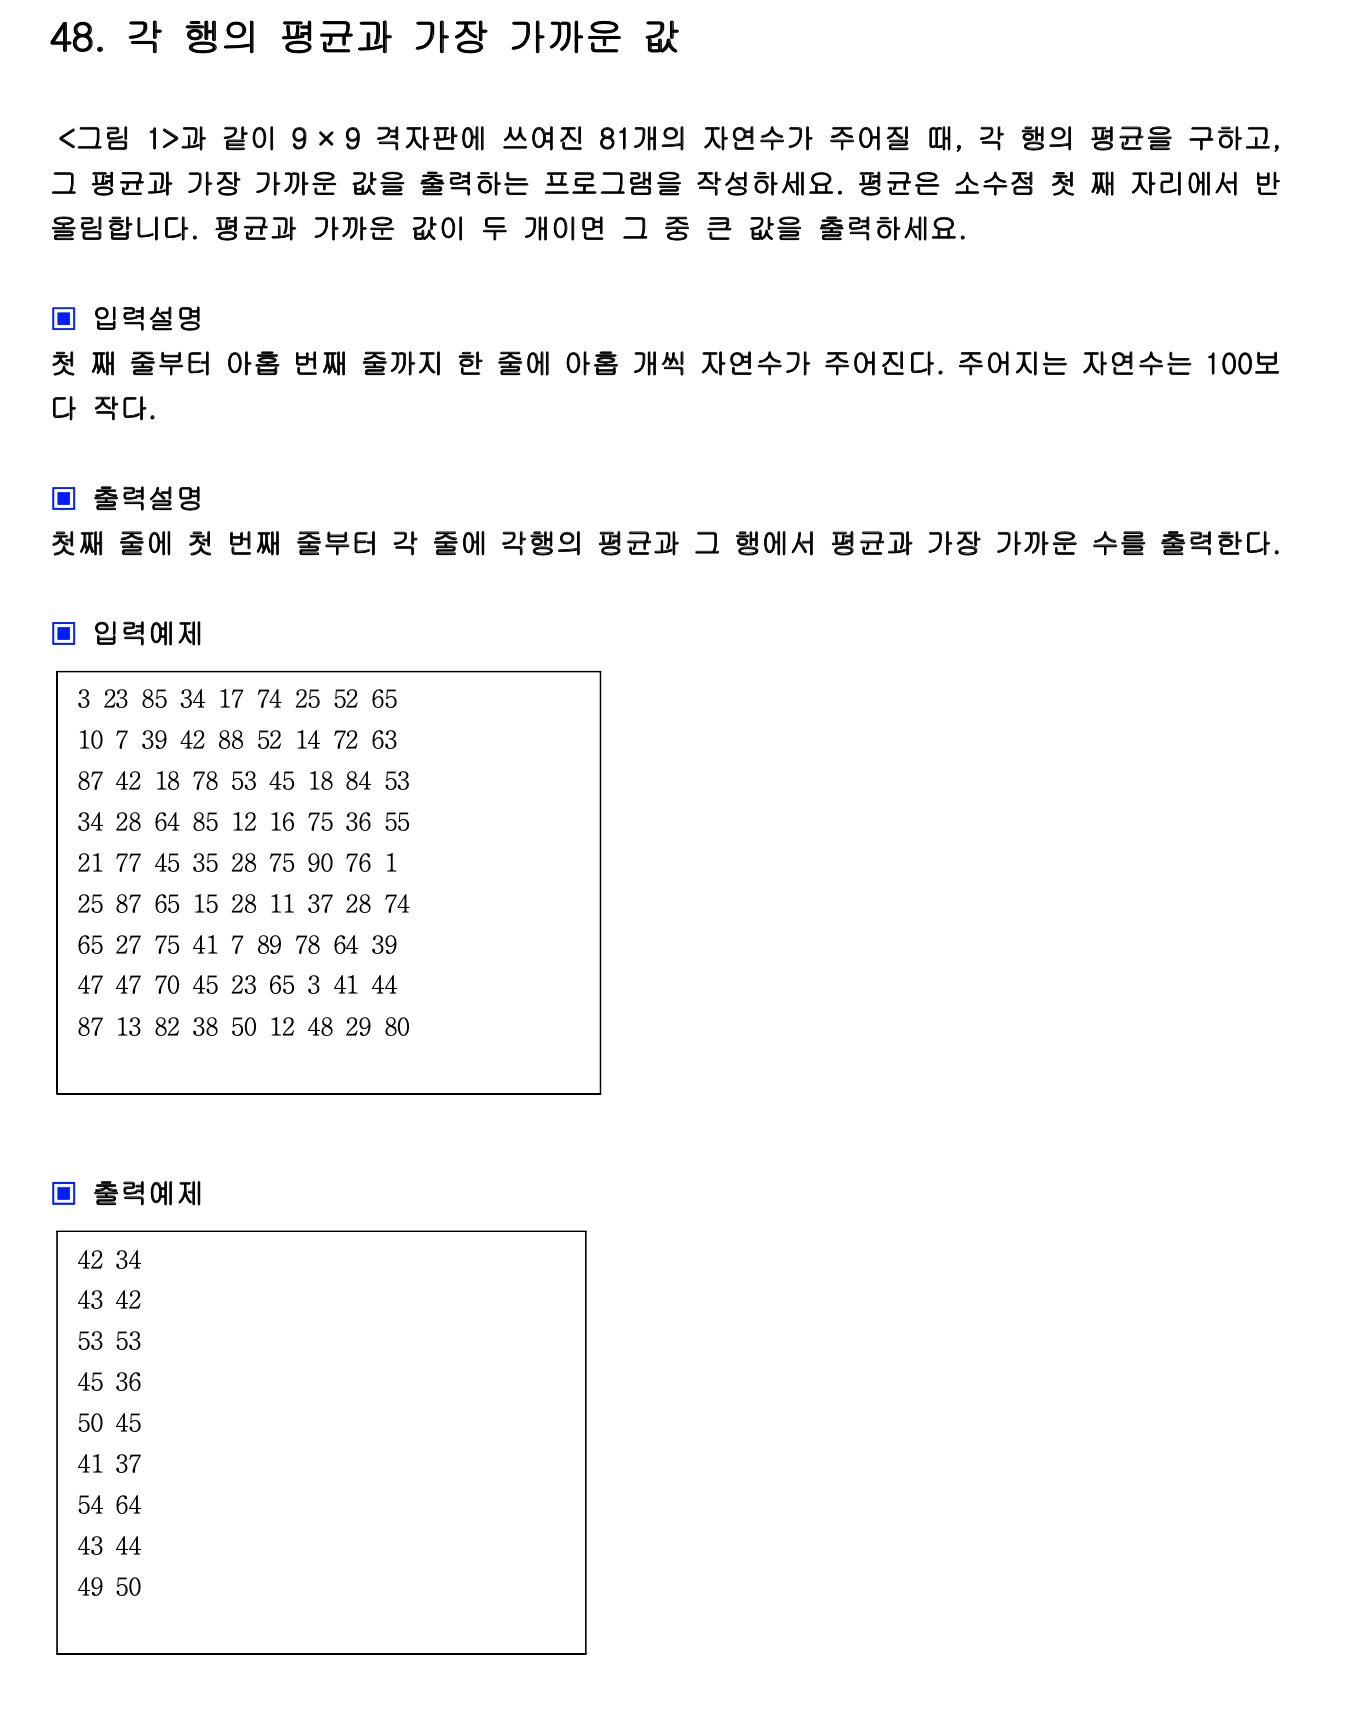 48. 각 행의 평균과 가장 가까운 값
<그림 1>과 같이 9×9 격자판에 쓰여진 81개의 자연수가 주어질 때, 각 행의 평균을 구하고,
그 평균과 가장 가까운 값을 출력하는 프로그램을 작성하세요. 평균은 소수점 첫 째 자리에서 반
올림합니다. 평균과 가까운 값이 두 개이면 그 중 큰 값을 출력하세요.
▣ 입력설명
첫 째 줄부터 아홉 번째 줄까지 한 줄에 아홉 개씩 자연수가 주어진다. 주어지는 자연수는 100보
다 작다.
▣ 출력설명
첫째 줄에 첫 번째 줄부터 각 줄에 각행의 평균과 그 행에서 평균과 가장 가까운 수를 출력한다.
▣ 입력예제
3 23 85 34 17 74 25 52 65
10 7 39 42 88 52 14 72 63
87 42 18 78 53 45 18 84 53
34 28 64 85 12 16 75 36 55
21 77 45 35 28 75 90 76 1
25 87 65 15 28 11 37 28 74
65 27 75 41 7 89 78 64 39
47 47 70 45 23 65 3 41 44
87 13 82 38 50 12 48 29 80
▣ 출력예제
42 34
43 42
53 53
45 36
50 45
41 37
54 64
43 44
49 50